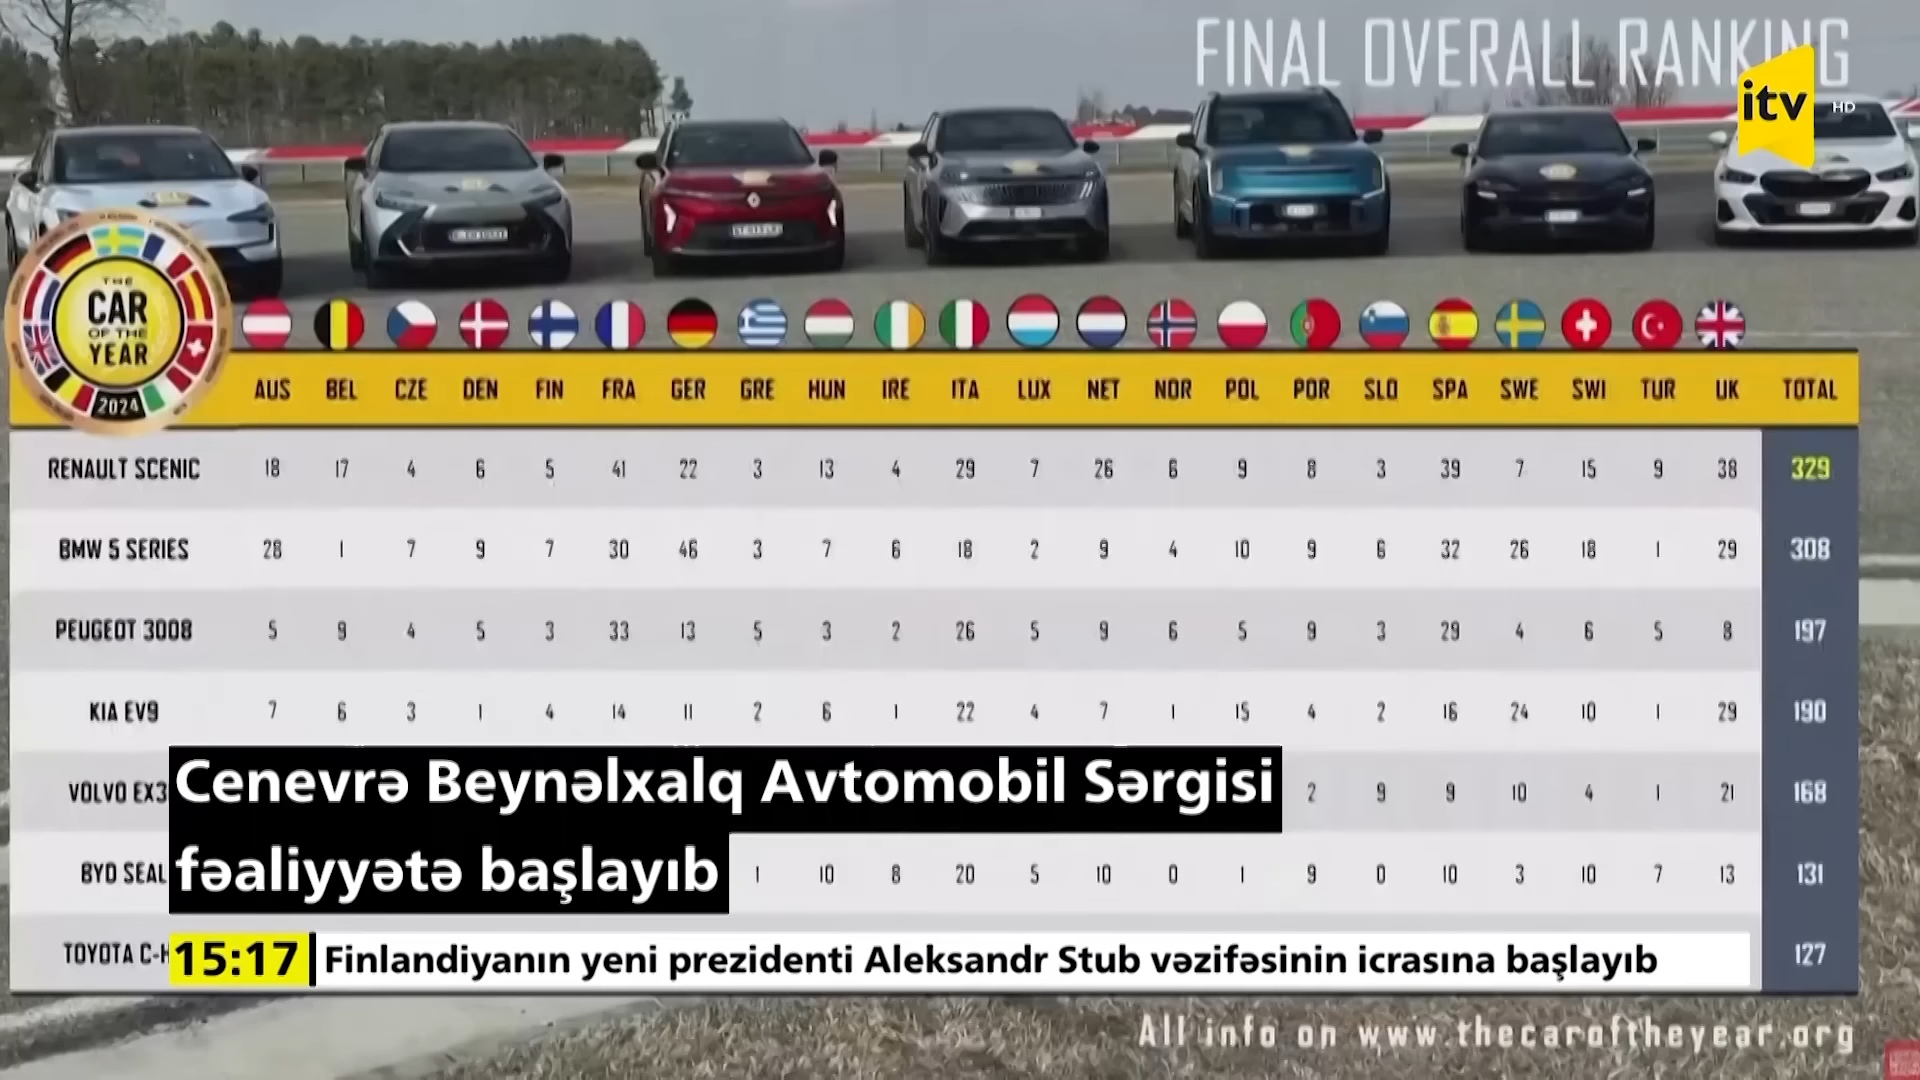 FINAL OVERALL RANKING
itv HD
THE
CAR
OF THE
YEAR
2024
AUS BEL CZE DEN FIN FRA GER GRE HUN IRE ITA LUX NET NOR POL POR SLO SPA SWE SWI TUR UK TOTAL
RENAULT SCENIC 18 17 4 6 5 41 22 3 13 4 29 7 26 6 9 8 3 39 7 15 9 38 329
BMW 5 SERIES 28 1 7 9 7 30 46 3 7 6 18 2 9 4 10 9 6 32 26 18 1 29 308
PEUGEOT 3008 5 9 4 5 3 33 13 5 3 2 26 5 9 6 5 9 3 29 4 6 5 8 197
KIA EV9 7 6 3 1 4 14 11 2 6 1 22 4 7 1 15 4 2 16 24 10 1 29 190
VOLVO EX3 2 9 9 10 4 1 21 168
Cenevrə Beynəlxalq Avtomobil Sərgisi
fəaliyyətə başlayıb
BYD SEAL 1 10 8 20 5 10 0 1 9 0 10 3 10 7 13 131
TOYOTA C-H 127
15:17 Finlandiyanın yeni prezidenti Aleksandr Stub vəzifəsinin icrasına başlayıb
All info on www.thecaroftheyear.org